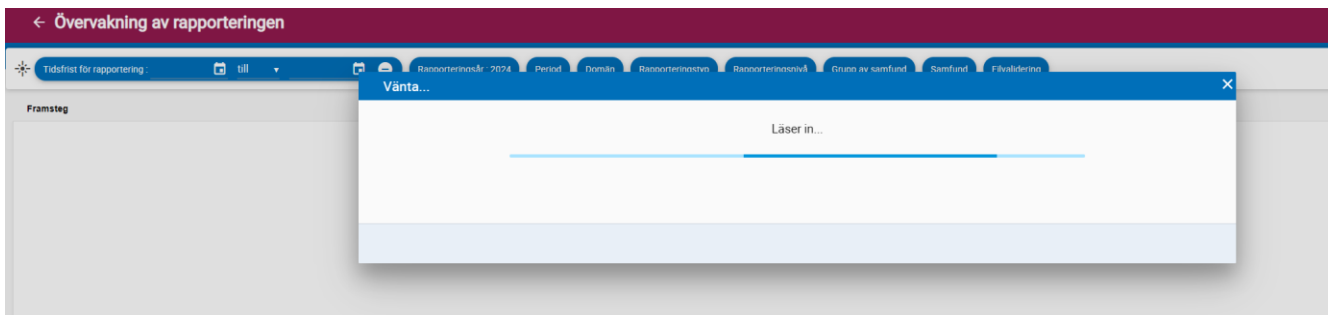 Övervakning av rapporteringen
Tidsfrist för rapportering : till Rapporteringsår : 2024 Period Domän Rapporteringstyp Rapporteringsnivå Grupp av samfund Samfund Filvalidering
Vänta...
Framsteg
Läser in...